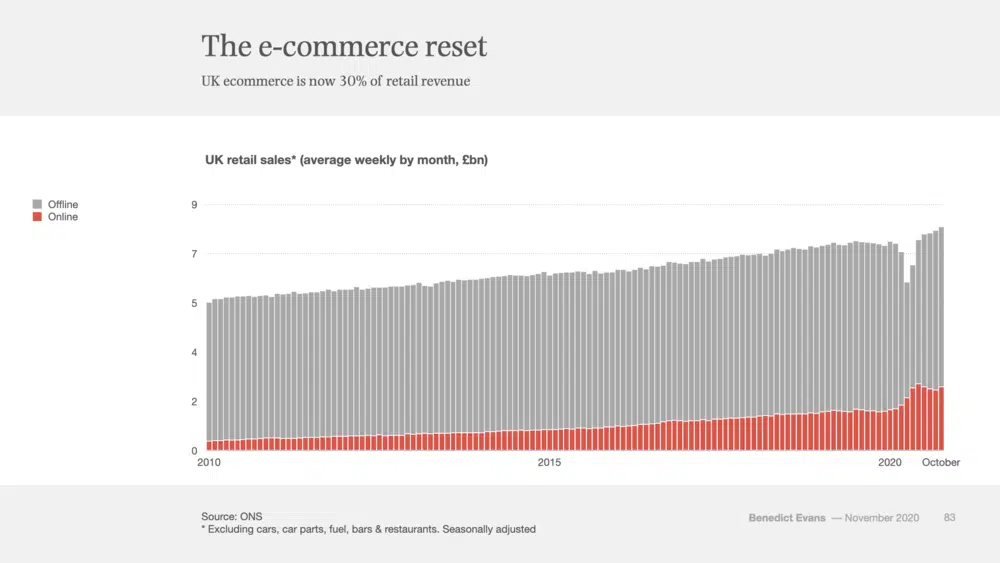 The e-commerce reset
UK ecommerce is now 30% of retail revenue
UK retail sales* (average weekly by month, £bn)
Offline
Online
9
7
5
4
2
0
2010 2015 2020 October
Source: ONS
* Excluding cars, car parts, fuel, bars & restaurants. Seasonally adjusted
Benedict Evans — November 2020 83